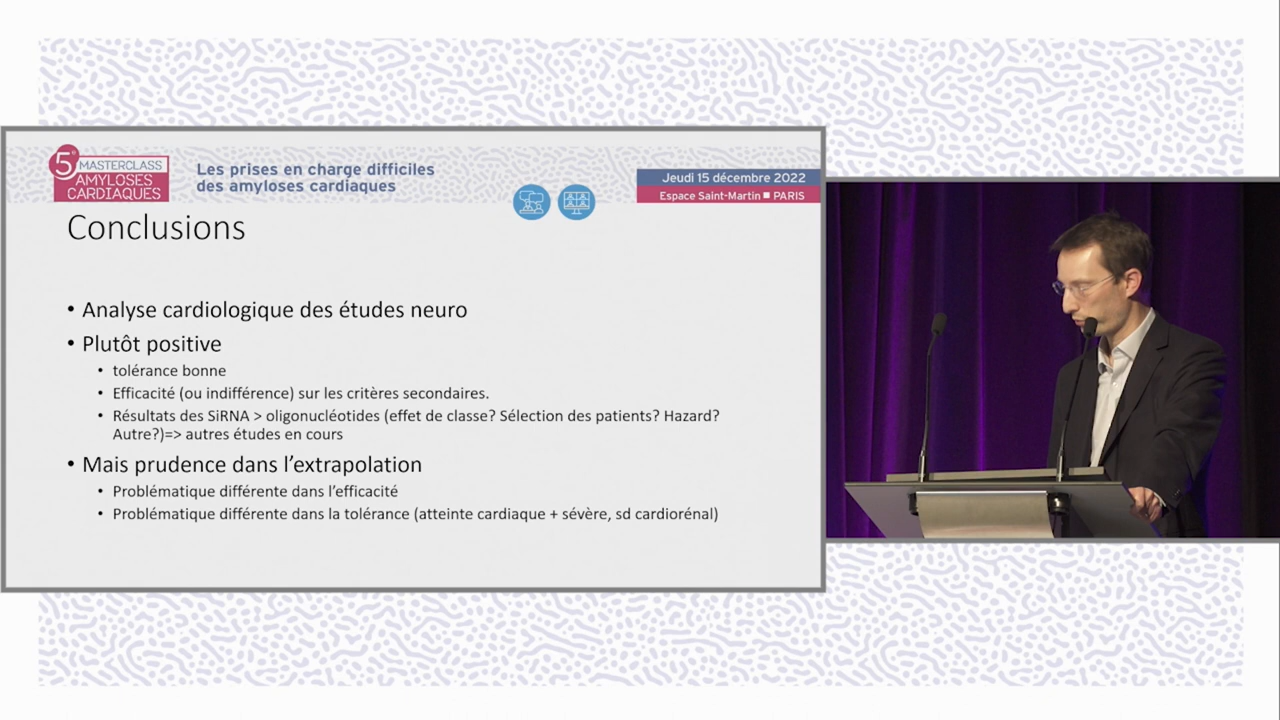 5e MASTERCLASS
AMYLOSES
CARDIAQUES
Les prises en charge difficiles
des amyloses cardiaques
Jeudi 15 décembre 2022
Espace Saint-Martin ■ PARIS
Conclusions
• Analyse cardiologique des études neuro
• Plutôt positive
• tolérance bonne
• Efficacité (ou indifférence) sur les critères secondaires.
• Résultats des SiRNA > oligonucléotides (effet de classe? Sélection des patients? Hazard?
Autre?)=> autres études en cours
• Mais prudence dans l'extrapolation
• Problématique différente dans l'efficacité
• Problématique différente dans la tolérance (atteinte cardiaque + sévère, sd cardiorénal)